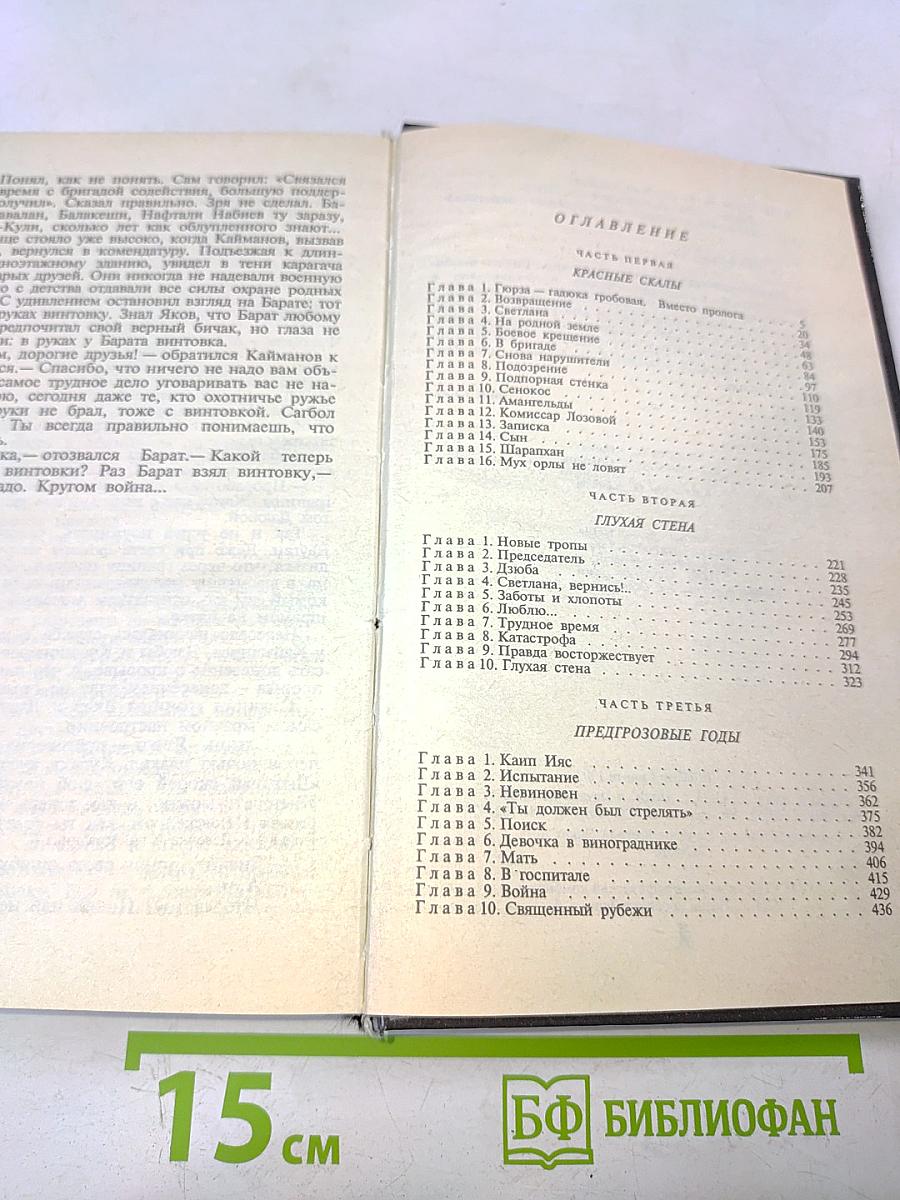 Понял, как не понять. Сам говорил: «Связался
время с бригадой содействия, большую поддер-
олучил». Сказал правильно. Зря не сделал. Ба-
авалан, Балакеши, Нафтали Набиев ту заразу,
-Кули, сколько лет как облупленного знают...
це стояло уже высоко, когда Кайманов, вызвав
, вернулся в комендатуру. Подъезжая к длин-
ноэтажному зданию, увидел в тени карагача
арых друзей. Они никогда не надевали военную
о с детства отдавали все силы охране родных
С удивлением остановил взгляд на Барате: тот
руках винтовку. Знал Яков, что Барат любому
редпочитал свой верный бичак, но глаза не
и: в руках у Барата винтовка.
м, дорогие друзья! — обратился Кайманов к
ся.— Спасибо, что ничего не надо вам объ-
самое трудное дело уговаривать вас не на-
ю, сегодня даже те, кто охотничье ружье
руки не брал, тоже с винтовкой. Сагбол
Ты всегда правильно понимаешь, что
ь.
ка,— отозвался Барат.— Какой теперь
винтовки? Раз Барат взял винтовку,—
адо. Кругом война...
ОГЛАВЛЕНИЕ
ЧАСТЬ ПЕРВАЯ
КРАСНЫЕ СКАЛЫ
Глава 1. Гюрза — гадюка гробовая. Вместо пролога 5
Глава 2. Возвращение 20
Глава 3. Светлана 34
Глава 4. На родной земле 48
Глава 5. Боевое крещение 63
Глава 6. В бригаде 84
Глава 7. Снова нарушители 97
Глава 8. Подозрение 110
Глава 9. Подпорная стенка 119
Глава 10. Сенокос 133
Глава 11. Амангельды 140
Глава 12. Комиссар Лозовой 153
Глава 13. Записка 175
Глава 14. Сын 185
Глава 15. Шарапхан 193
Глава 16. Мух орлы не ловят 207
ЧАСТЬ ВТОРАЯ
ГЛУХАЯ СТЕНА
Глава 1. Новые тропы 221
Глава 2. Председатель 228
Глава 3. Дзюба 235
Глава 4. Светлана, вернись!.. 245
Глава 5. Заботы и хлопоты 253
Глава 6. Люблю... 269
Глава 7. Трудное время 277
Глава 8. Катастрофа 294
Глава 9. Правда восторжествует 312
Глава 10. Глухая стена 323
ЧАСТЬ ТРЕТЬЯ
ПРЕДГРОЗОВЫЕ ГОДЫ
Глава 1. Каип Ияс 341
Глава 2. Испытание 356
Глава 3. Невиновен 362
Глава 4. «Ты должен был стрелять» 375
Глава 5. Поиск 382
Глава 6. Девочка в винограднике 394
Глава 7. Мать 406
Глава 8. В госпитале 415
Глава 9. Война 429
Глава 10. Священный рубежи 436
15 см
БФ БИБЛИОФАН